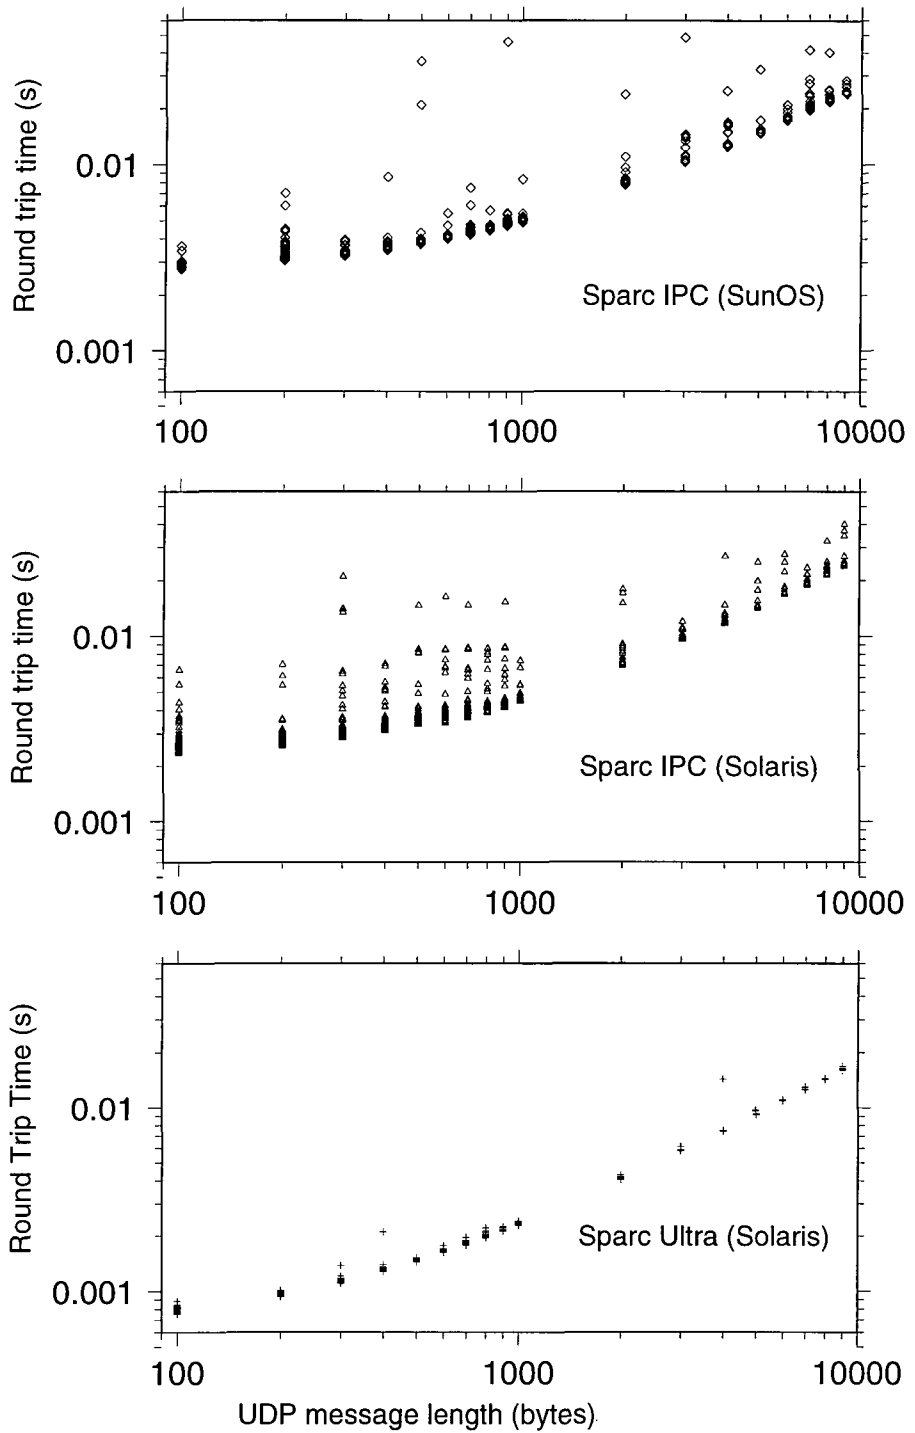 Round trip time (s)
0.01
0.001
Sparc IPC (SunOS)
100
1000
10000
Round trip time (s)
0.01
0.001
Sparc IPC (Solaris)
100
1000
10000
Round Trip Time (s)
0.01
0.001
Sparc Ultra (Solaris)
100
1000
10000
UDP message length (bytes)